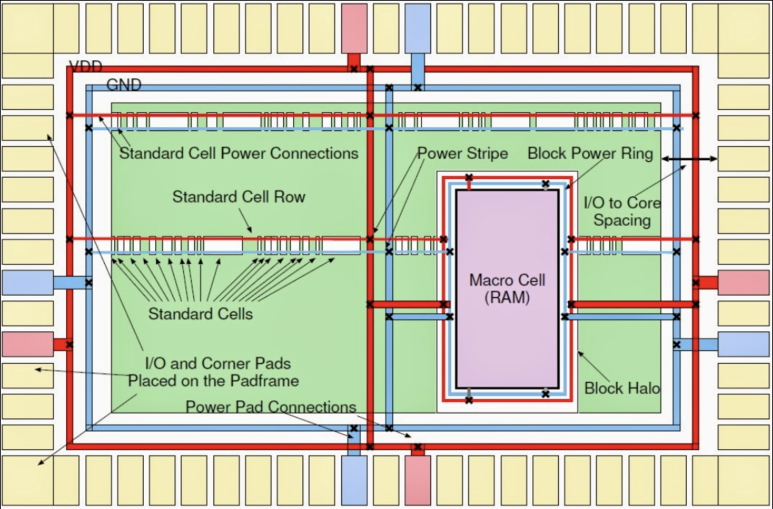 VDD
GND
Standard Cell Power Connections
Power Stripe
Block Power Ring
Standard Cell Row
I/O to Core
Spacing
Macro Cell
(RAM)
Standard Cells
I/O and Corner Pads
Placed on the Padframe
Block Halo
Power Pad Connections